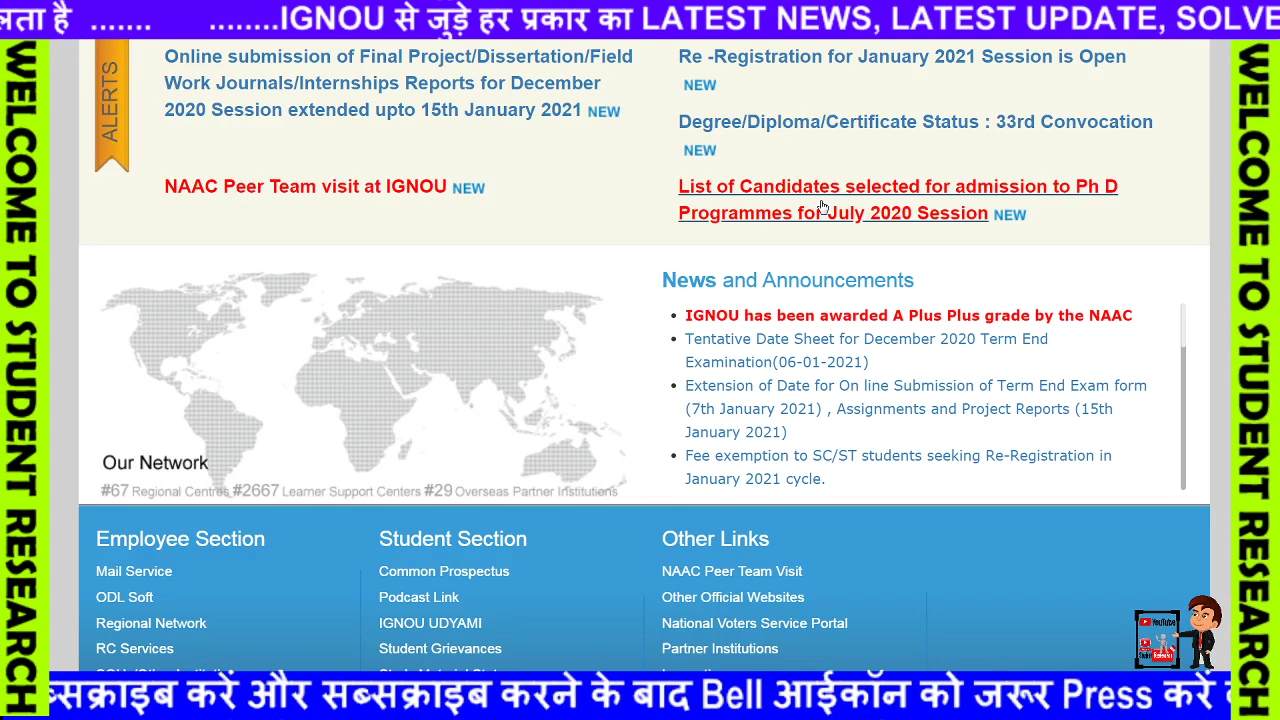 लता है ....... ........IGNOU से जुड़े हर प्रकार का LATEST NEWS, LATEST UPDATE, SOLVE
WELCOME TO STUDENT RESEARCH
ALERTS
Online submission of Final Project/Dissertation/Field
Work Journals/Internships Reports for December
2020 Session extended upto 15th January 2021 NEW
NAAC Peer Team visit at IGNOU NEW
Re -Registration for January 2021 Session is Open
NEW
Degree/Diploma/Certificate Status : 33rd Convocation
NEW
List of Candidates selected for admission to Ph D
Programmes for July 2020 Session NEW
Our Network
#67 Regional Centres #2667 Learner Support Centers #29 Overseas Partner Institutions
News and Announcements
IGNOU has been awarded A Plus Plus grade by the NAAC
Tentative Date Sheet for December 2020 Term End
Examination(06-01-2021)
Extension of Date for On line Submission of Term End Exam form
(7th January 2021) , Assignments and Project Reports (15th
January 2021)
Fee exemption to SC/ST students seeking Re-Registration in
January 2021 cycle.
Employee Section
Mail Service
ODL Soft
Regional Network
RC Services
Student Section
Common Prospectus
Podcast Link
IGNOU UDYAMI
Student Grievances
Other Links
NAAC Peer Team Visit
Other Official Websites
National Voters Service Portal
Partner Institutions
YouTube
WELCOME TO STUDENT RESEARCH
ब्सक्राइब करें और सब्सक्राइब करने के बाद Bell आईकॉन को जरूर Press करें